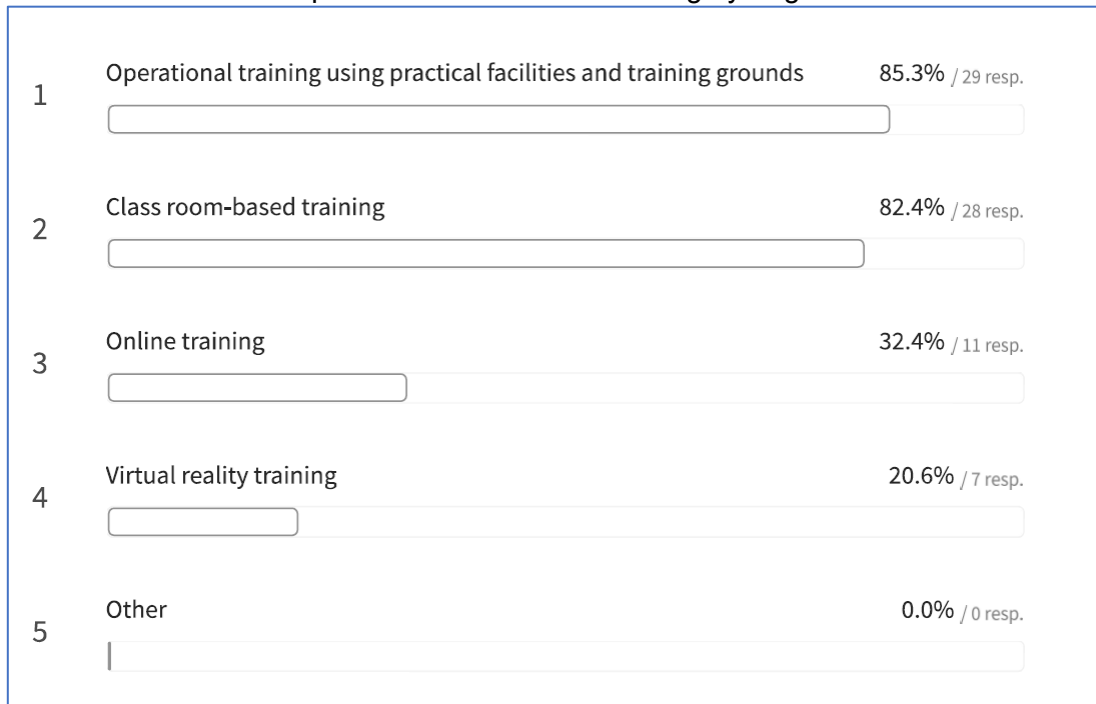 1
Operational training using practical facilities and training grounds 85.3% / 29 resp.
2
Class room-based training 82.4% / 28 resp.
3
Online training 32.4% / 11 resp.
4
Virtual reality training 20.6% / 7 resp.
5
Other 0.0% / 0 resp.